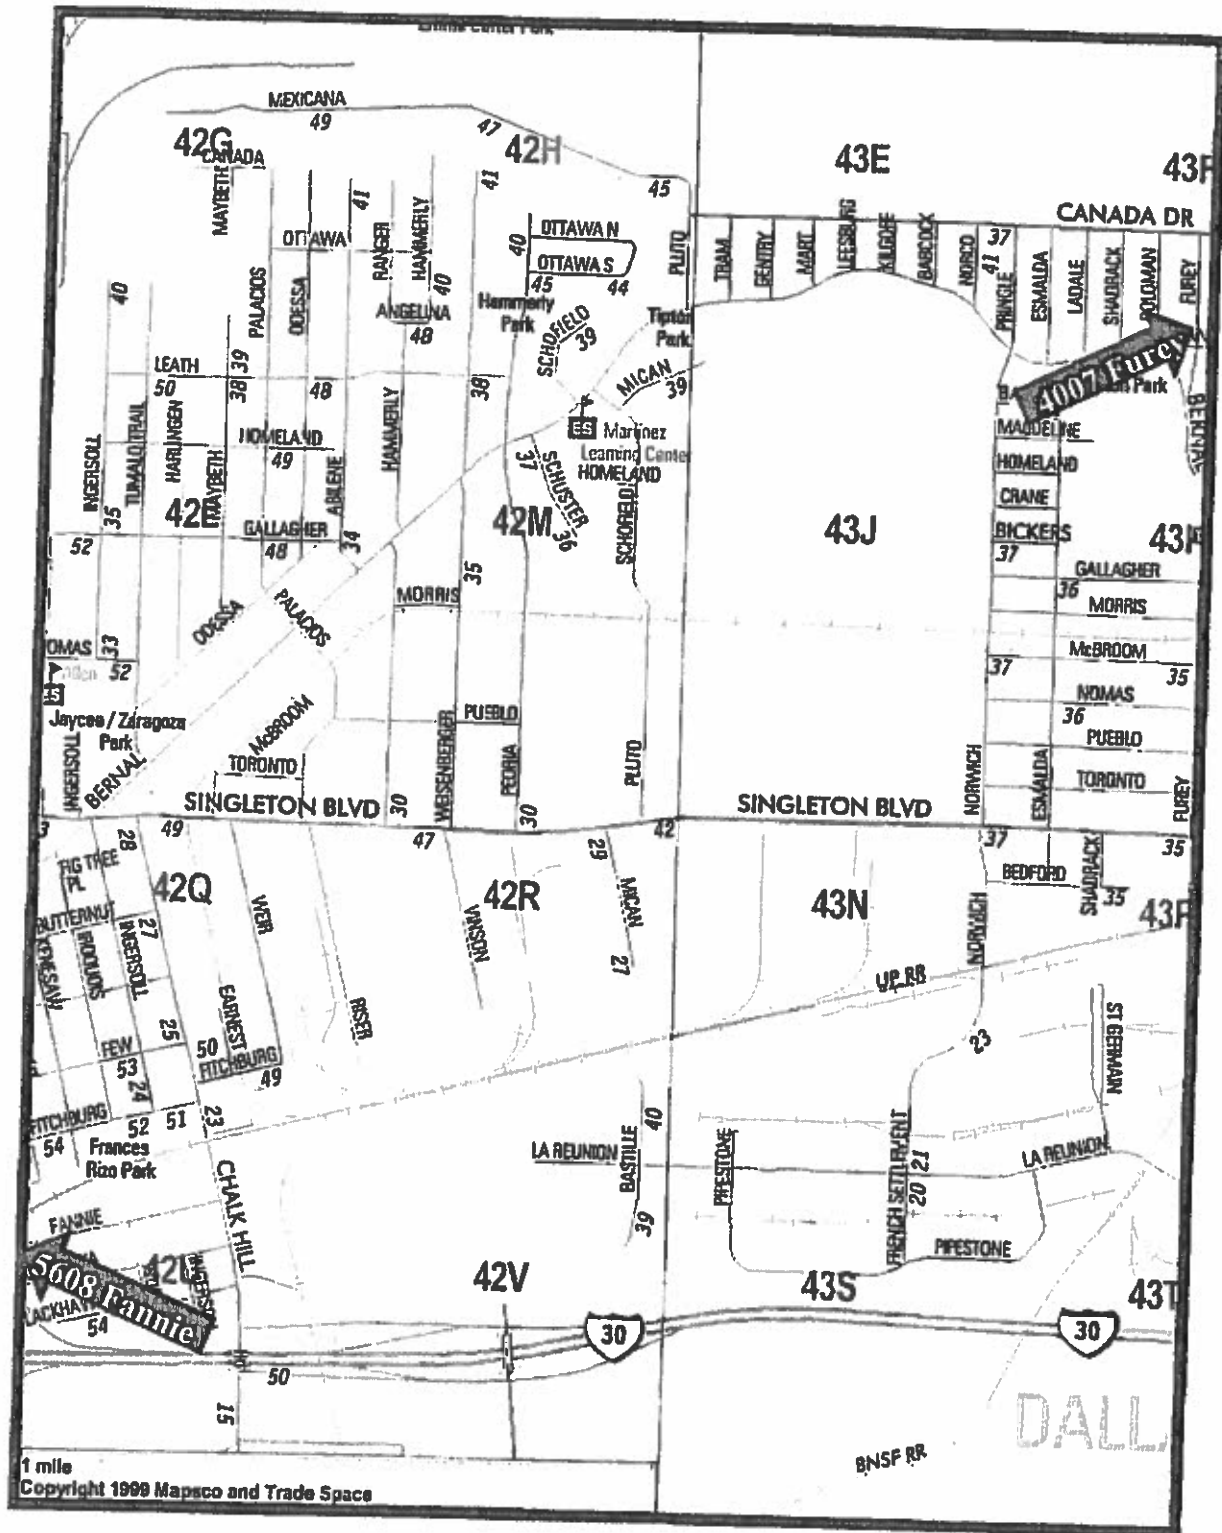 MEXICANA
49
47
42G
CANADA
42H
43E
MAYBETH
41
41
45
CANADA DR
OTTAWA
RANGER
HAMMERLY
40
OTTAWA N
OTTAWA S
45
44
PLUTO
TRAM
GENTRY
MART
LEESBURG
KILGORE
BABCOCK
NORCO
37
41
PRINGLE
ESMALDA
LADALE
SHADRACK
FUREY
40
PALACIOS
ODESSA
40
ANGELINA
48
Hammerly
Park
SCHOFIELD
39
Tipton
Park
MICAN
39
4007 Furey
Park
LEATH
50
39
38
48
38
HAMMERLY
Martinez
Learning Center
HOMELAND
INGERSOLL
TUMALO TRAIL
HARLINGEN
MAYBETH
HOMELAND
49
ABILENE
37
SCHUSTER
36
SCHOFIELD
MADDELINE
HOMELAND
CRANE
BICKERS
37
35
52
GALLAGHER
48
34
42M
43J
GALLAGHER
36
MORRIS
35
MORRIS
ODESSA
PALACIOS
McBROOM
37
35
OMAS
33
52
NOMAS
36
PUEBLO
TORONTO
Jaycee / Zaragoza
Park
INGERSOLL
BERNAL
McBROOM
TORONTO
PUEBLO
WEISENBERGER
PEORIA
PLUTO
NORWICH
ESMALDA
FUREY
SINGLETON BLVD
30
30
SINGLETON BLVD
3
28
49
47
42
29
37
35
FIG TREE
PL
42Q
WEIR
42R
VINSON
MICAN
27
43N
BEDFORD
SHADRACK
35
NORWICH
BUTTERNUT
KENESAW
IROQUOIS
INGERSOLL
27
UP RR
EARNEST
RISER
25
50
FITCHBURG
49
FEW
53
24
23
ST GERMAIN
FITCHBURG
54
52
51
23
Frances
Rizo Park
CHALK HILL
LA REUNION
BASTILLE
40
39
PIPESTONE
FRENCH SETTLEMENT
21
20
LA REUNION
PIPESTONE
FANNIE
5608 Fannie
54
42V
43S
30
30
50
15
DALL
BNSF RR
1 mile
Copyright 1999 Mapsco and Trade Space